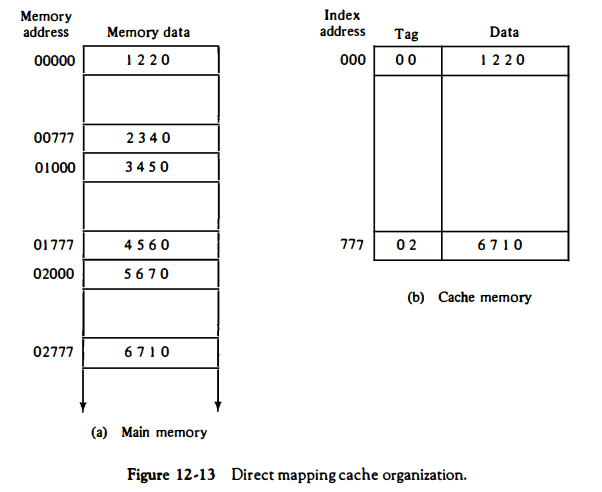 Memory
address
Memory data
00000
1 2 2 0
00777
2 3 4 0
01000
3 4 5 0
01777
4 5 6 0
02000
5 6 7 0
02777
6 7 1 0
(a) Main memory
Index
address
Tag
Data
000
0 0
1 2 2 0
777
0 2
6 7 1 0
(b) Cache memory
Figure 12-13 Direct mapping cache organization.